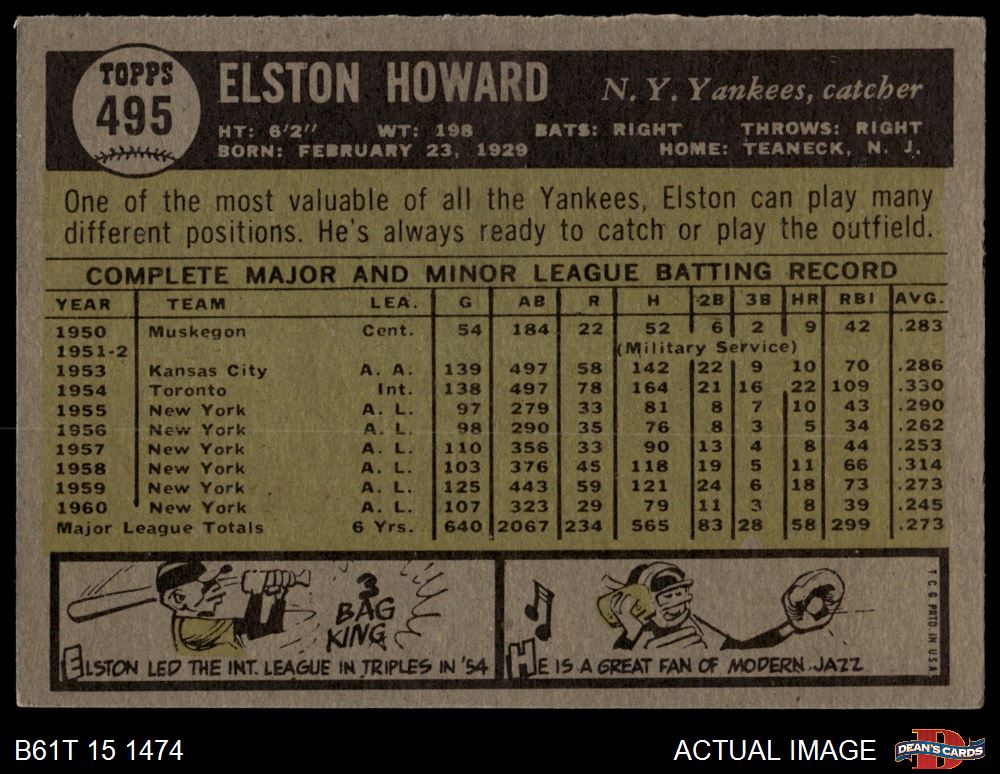 TOPPS
495
ELSTON HOWARD
N. Y. Yankees, catcher
HT: 6'2" WT: 198 BATS: RIGHT THROWS: RIGHT
BORN: FEBRUARY 23, 1929 HOME: TEANECK, N. J.
One of the most valuable of all the Yankees, Elston can play many
different positions. He's always ready to catch or play the outfield.
COMPLETE MAJOR AND MINOR LEAGUE BATTING RECORD
YEAR TEAM LEA. G AB R H 2B 3B HR RBI AVG.
1950 Muskegon Cent. 54 184 22 52 6 2 9 42 .283
1951-2 (Military Service)
1953 Kansas City A. A. 139 497 58 142 22 9 10 70 .286
1954 Toronto Int. 138 497 78 164 21 16 22 109 .330
1955 New York A. L. 97 279 33 81 8 7 10 43 .290
1956 New York A. L. 98 290 35 76 8 3 5 34 .262
1957 New York A. L. 110 356 33 90 13 4 8 44 .253
1958 New York A. L. 103 376 45 118 19 5 11 66 .314
1959 New York A. L. 125 443 59 121 24 6 18 73 .273
1960 New York A. L. 107 323 29 79 11 3 8 39 .245
Major League Totals 6 Yrs. 640 2067 234 565 83 28 58 299 .273
3
BAG
KING
ELSTON LED THE INT. LEAGUE IN TRIPLES IN '54
HE IS A GREAT FAN OF MODERN JAZZ
T. C. G. PRTD. IN U.S.A.
B61T 15 1474
ACTUAL IMAGE
D
DEAN'S CARDS